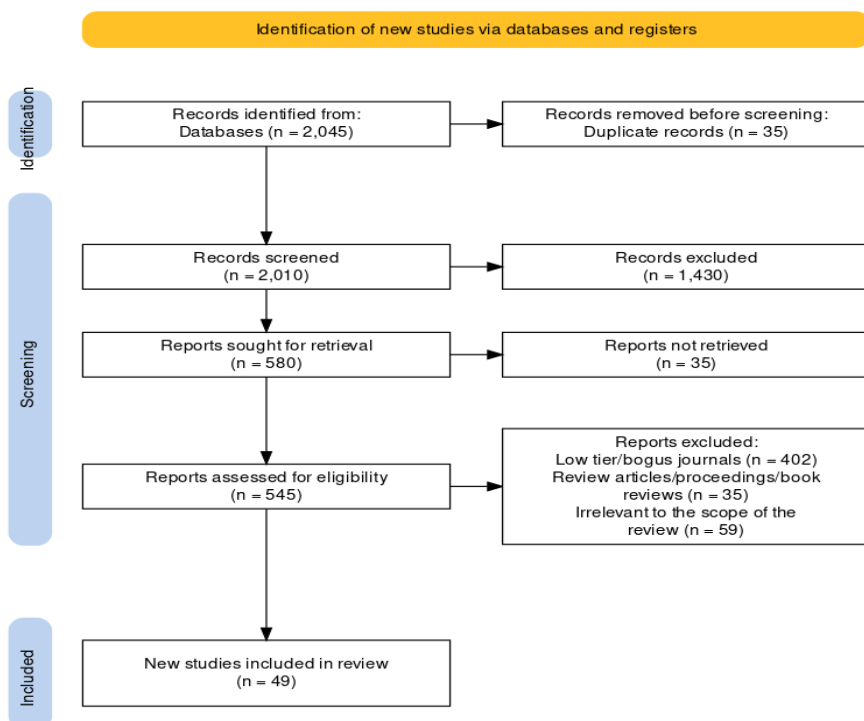 Identification of new studies via databases and registers
Identification
Records identified from:
Databases (n = 2,045)
Records removed before screening:
Duplicate records (n = 35)
Screening
Records screened
(n = 2,010)
Records excluded
(n = 1,430)
Reports sought for retrieval
(n = 580)
Reports not retrieved
(n = 35)
Reports assessed for eligibility
(n = 545)
Reports excluded:
Low tier/bogus journals (n = 402)
Review articles/proceedings/book
reviews (n = 35)
Irrelevant to the scope of the
review (n = 59)
Included
New studies included in review
(n = 49)